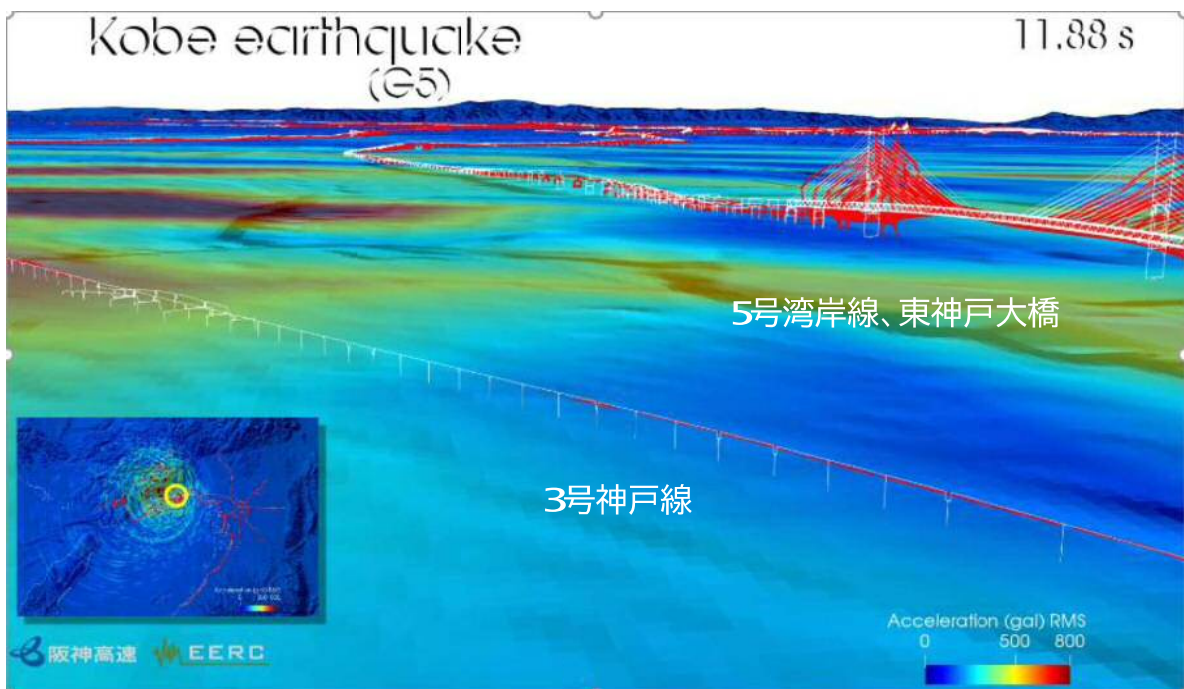 Kobe earthquake
(G5)
11.88 s
5号湾岸線、東神戸大橋
3号神戸線
阪神高速
EERC
Acceleration (gal) RMS
0 500 800